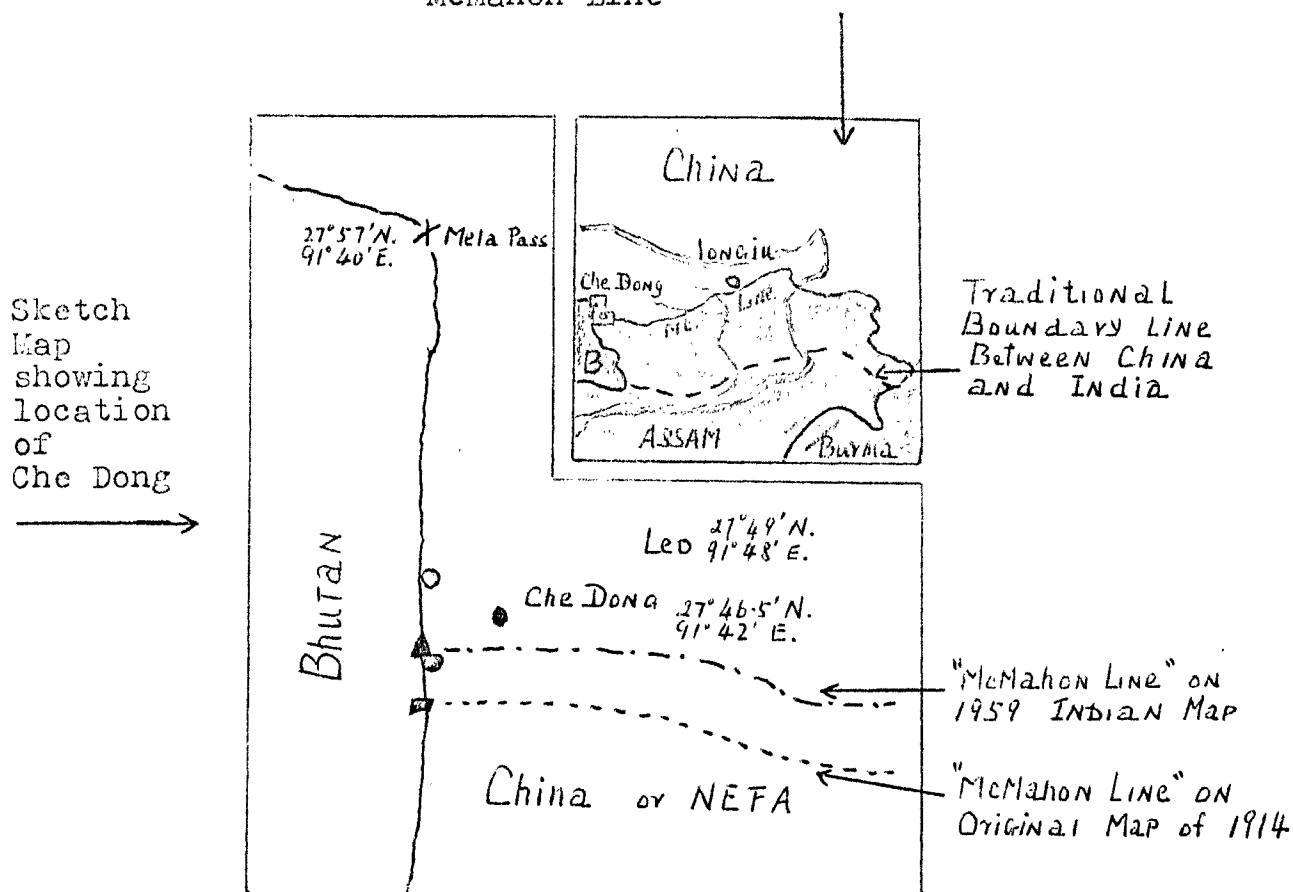 McMahon Line
China
Longiu
Che Dong
Mc. Line
B
ASSAM
Burma
Traditional
Boundary Line
Between China
and India
Sketch
Map
showing
location
of
Che Dong
27°57'N.
91°40'E.
Mela Pass
Bhutan
Leo 27°49'N.
91°48'E.
Che Dong 27°46.5'N.
91°42'E.
"McMahon Line" on
1959 Indian Map
China or NEFA
"McMahon Line" on
Original Map of 1914